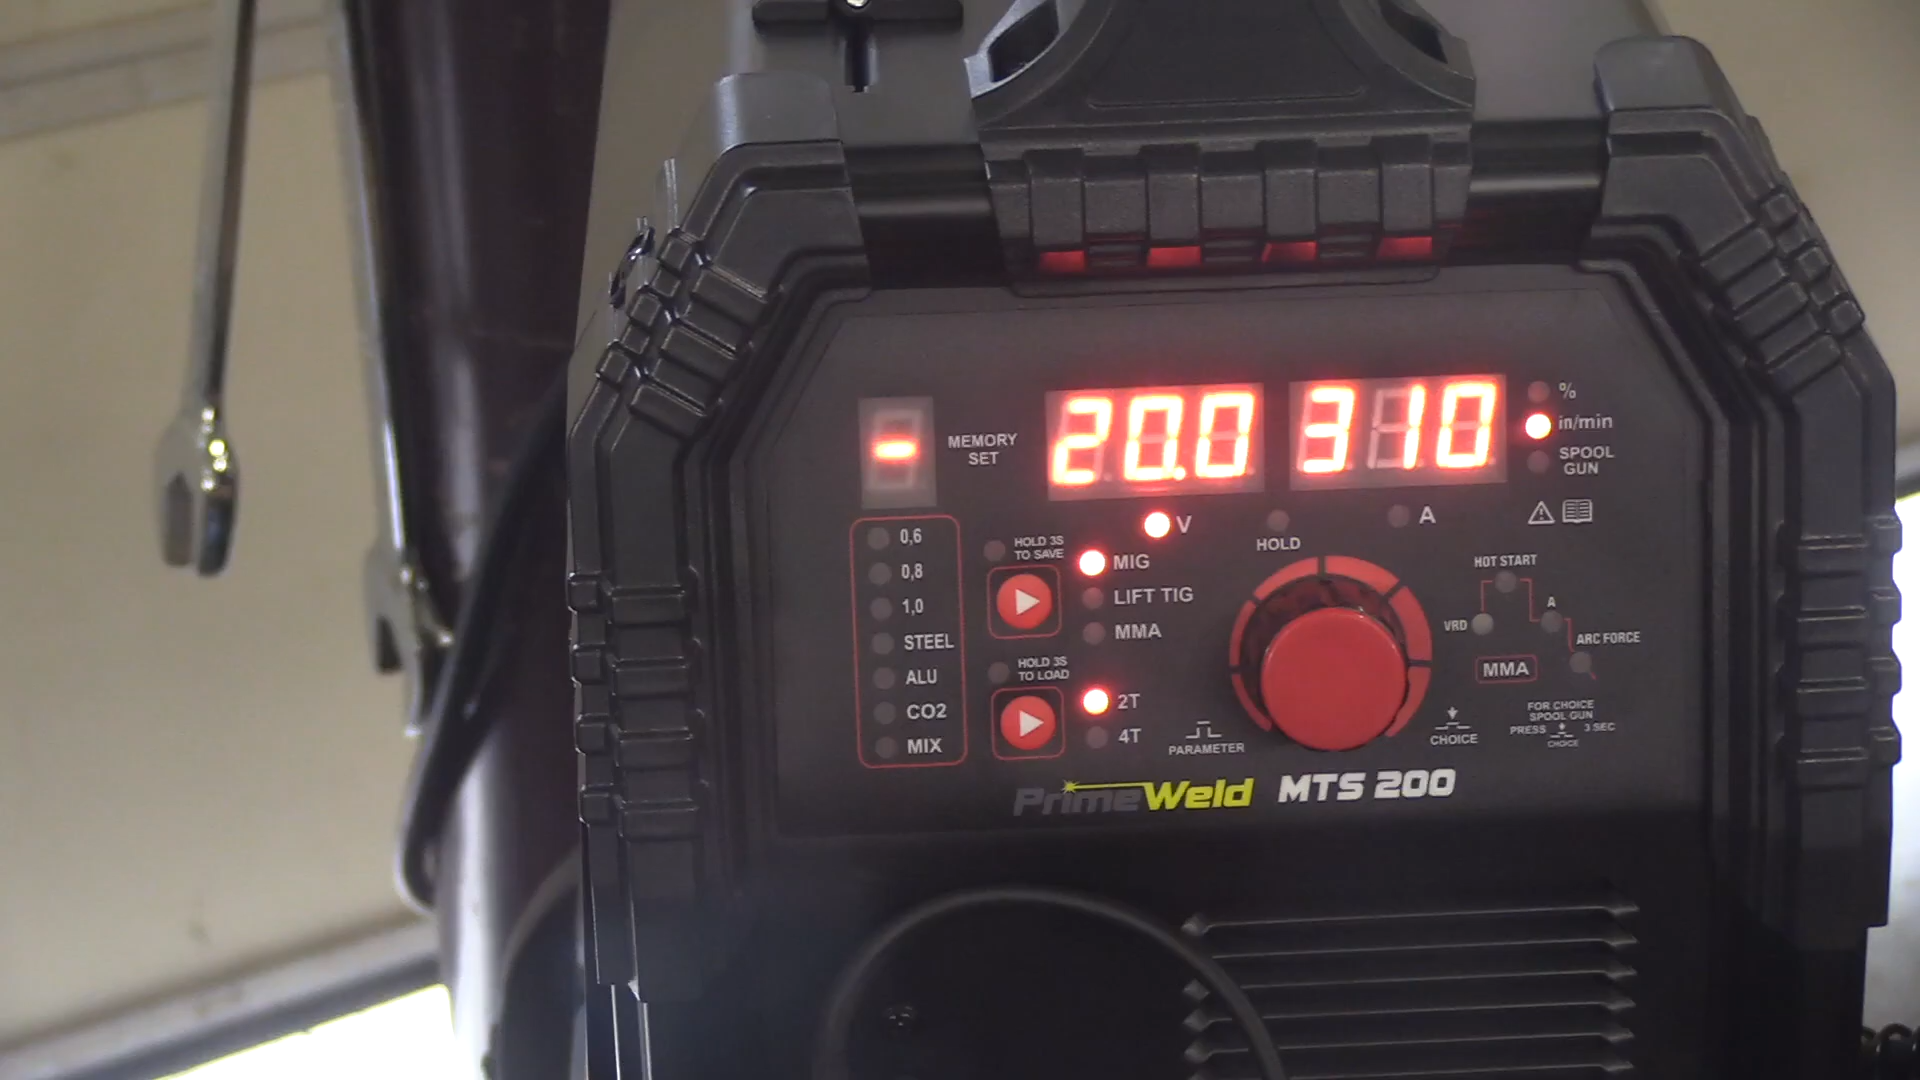 -
MEMORY
SET
20.0
310
%
in/min
SPOOL
GUN
V
HOLD
A
0,6
0,8
1,0
STEEL
ALU
CO2
MIX
HOLD 3S
TO SAVE
MIG
LIFT TIG
MMA
HOLD 3S
TO LOAD
2T
4T
PARAMETER
HOT START
VRD
A
ARC FORCE
MMA
CHOICE
FOR CHOICE
SPOOL GUN
PRESS 3 SEC
CHOICE
PrimeWeld MTS 200